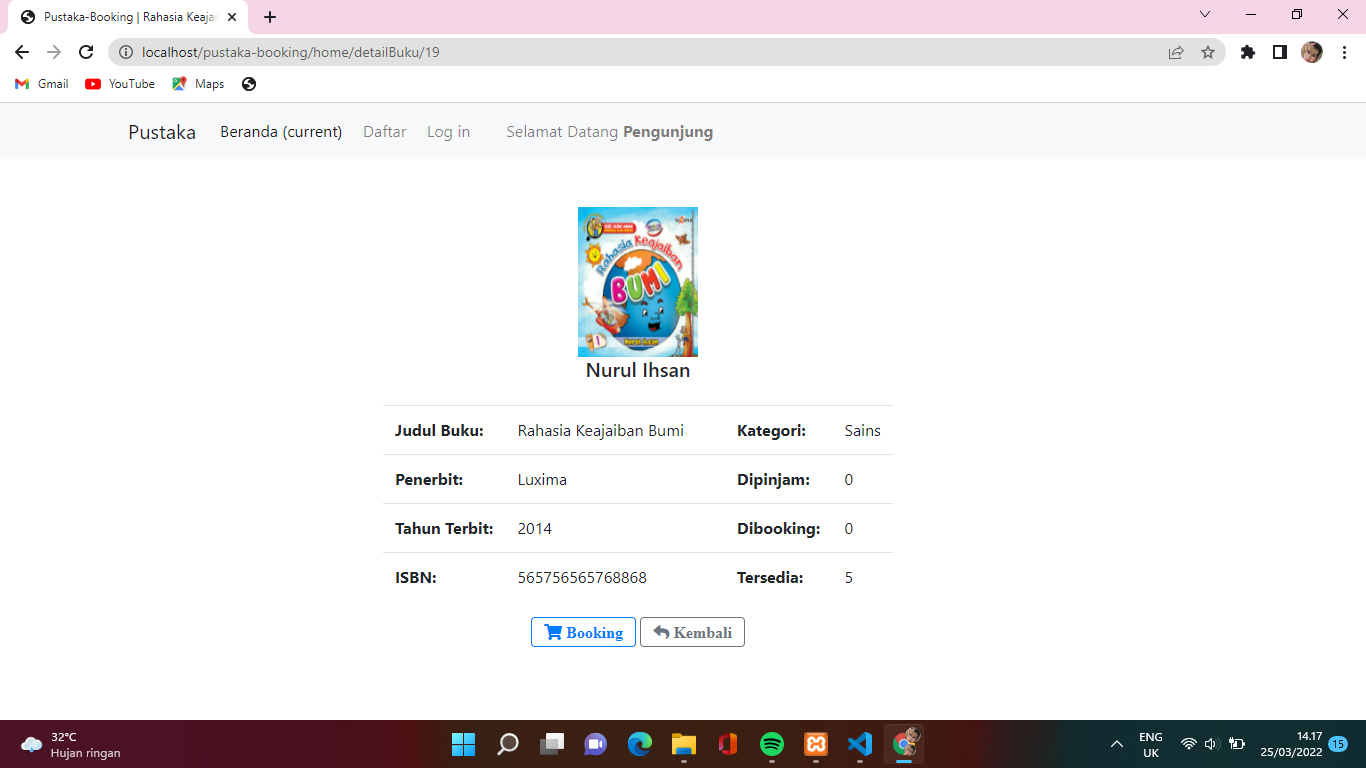 Pustaka-Booking | Rahasia Keajai
localhost/pustaka-booking/home/detailBuku/19
Gmail YouTube Maps
Pustaka Beranda (current) Daftar Log in Selamat Datang Pengunjung
Rahasia Keajaiban
BUMI
Nurul Ihsan
Nurul Ihsan
Judul Buku: Rahasia Keajaiban Bumi Kategori: Sains
Penerbit: Luxima Dipinjam: 0
Tahun Terbit: 2014 Dibooking: 0
ISBN: 565756565768868 Tersedia: 5
Booking Kembali
32°C
Hujan ringan
ENG
UK
14.17
25/03/2022
15